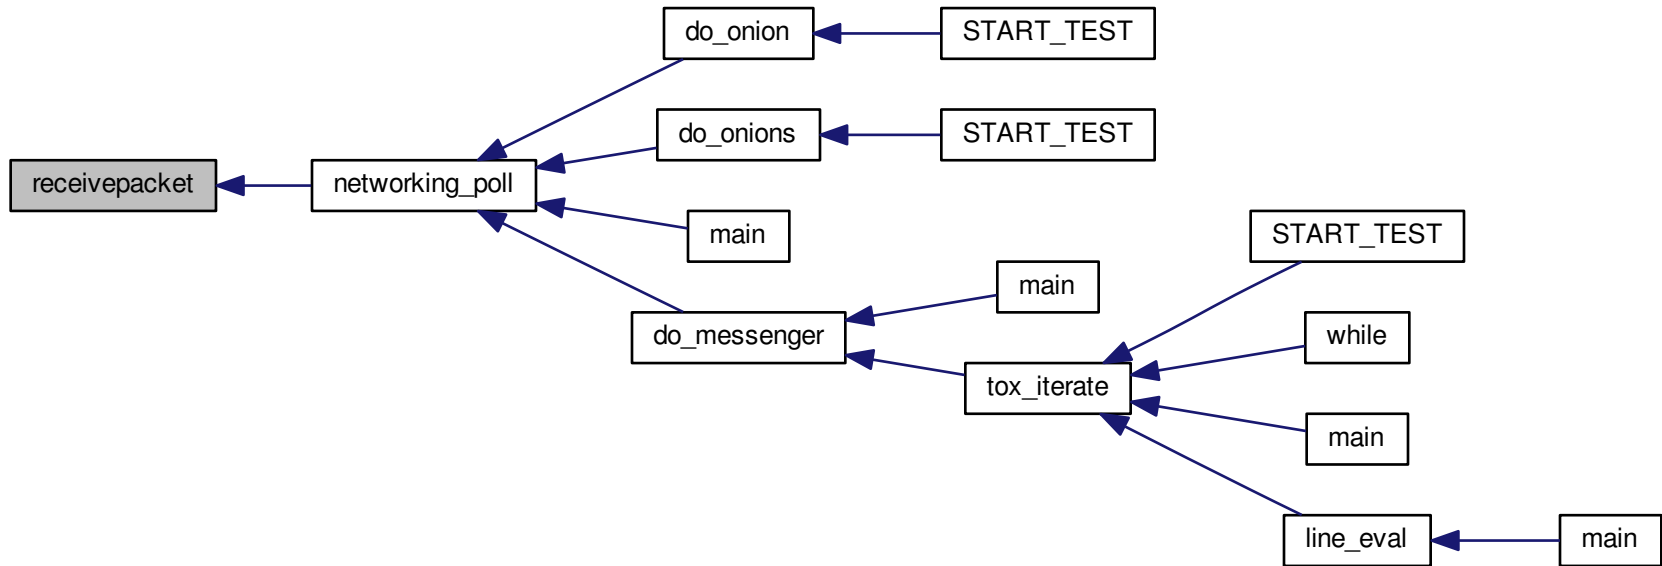 do_onion
START_TEST
do_onions
START_TEST
receivepacket
networking_poll
main
START_TEST
main
do_messenger
while
tox_iterate
main
line_eval
main